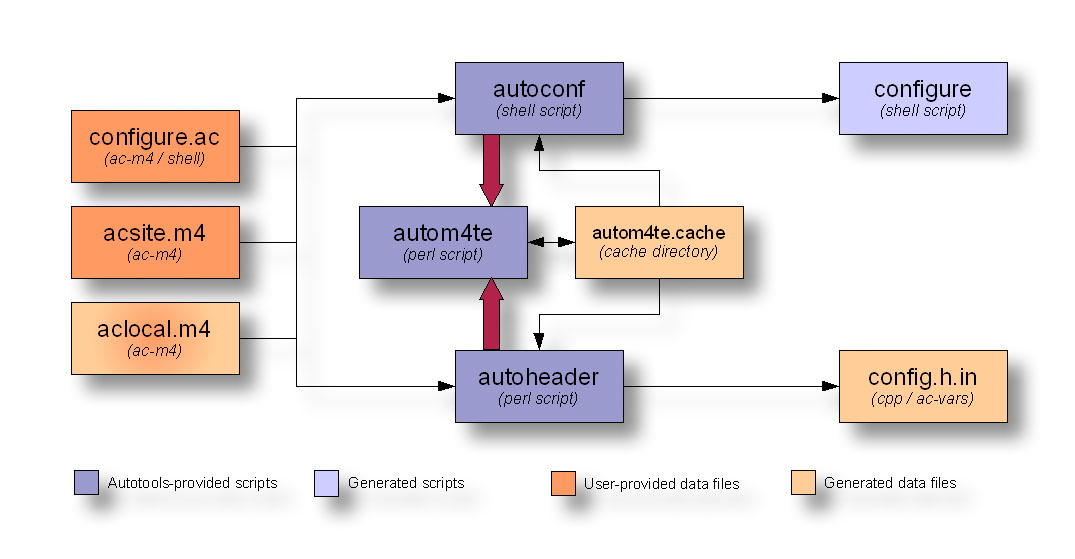 autoconf
(shell script)
configure
(shell script)
configure.ac
(ac-m4 / shell)
acsite.m4
(ac-m4)
autom4te
(perl script)
autom4te.cache
(cache directory)
aclocal.m4
(ac-m4)
autoheader
(perl script)
config.h.in
(cpp / ac-vars)
Autotools-provided scripts
Generated scripts
User-provided data files
Generated data files